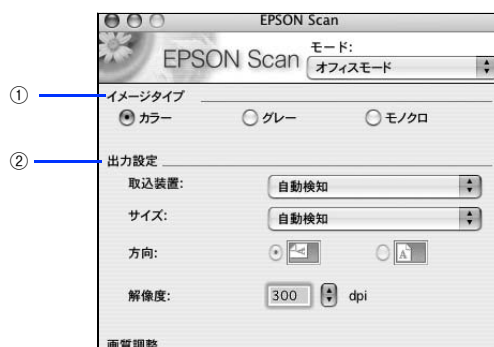 EPSON Scan
EPSON Scan
モード:
オフィスモード
① イメージタイプ
カラー グレー モノクロ
② 出力設定
取込装置: 自動検知
サイズ: 自動検知
方向: A
解像度: 300 dpi
画質調整